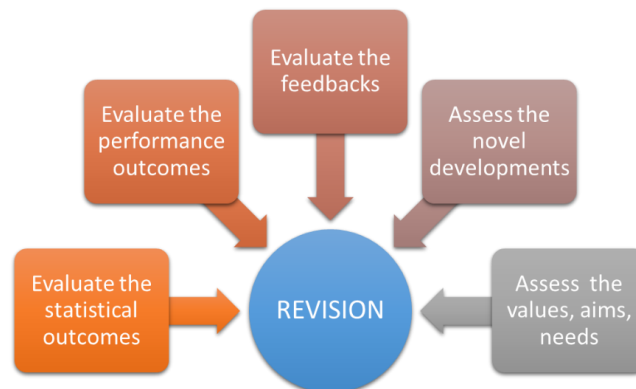 Evaluate the
feedbacks
Evaluate the
performance
outcomes
Assess the
novel
developments
Evaluate the
statistical
outcomes
REVISION
Assess the
values, aims,
needs